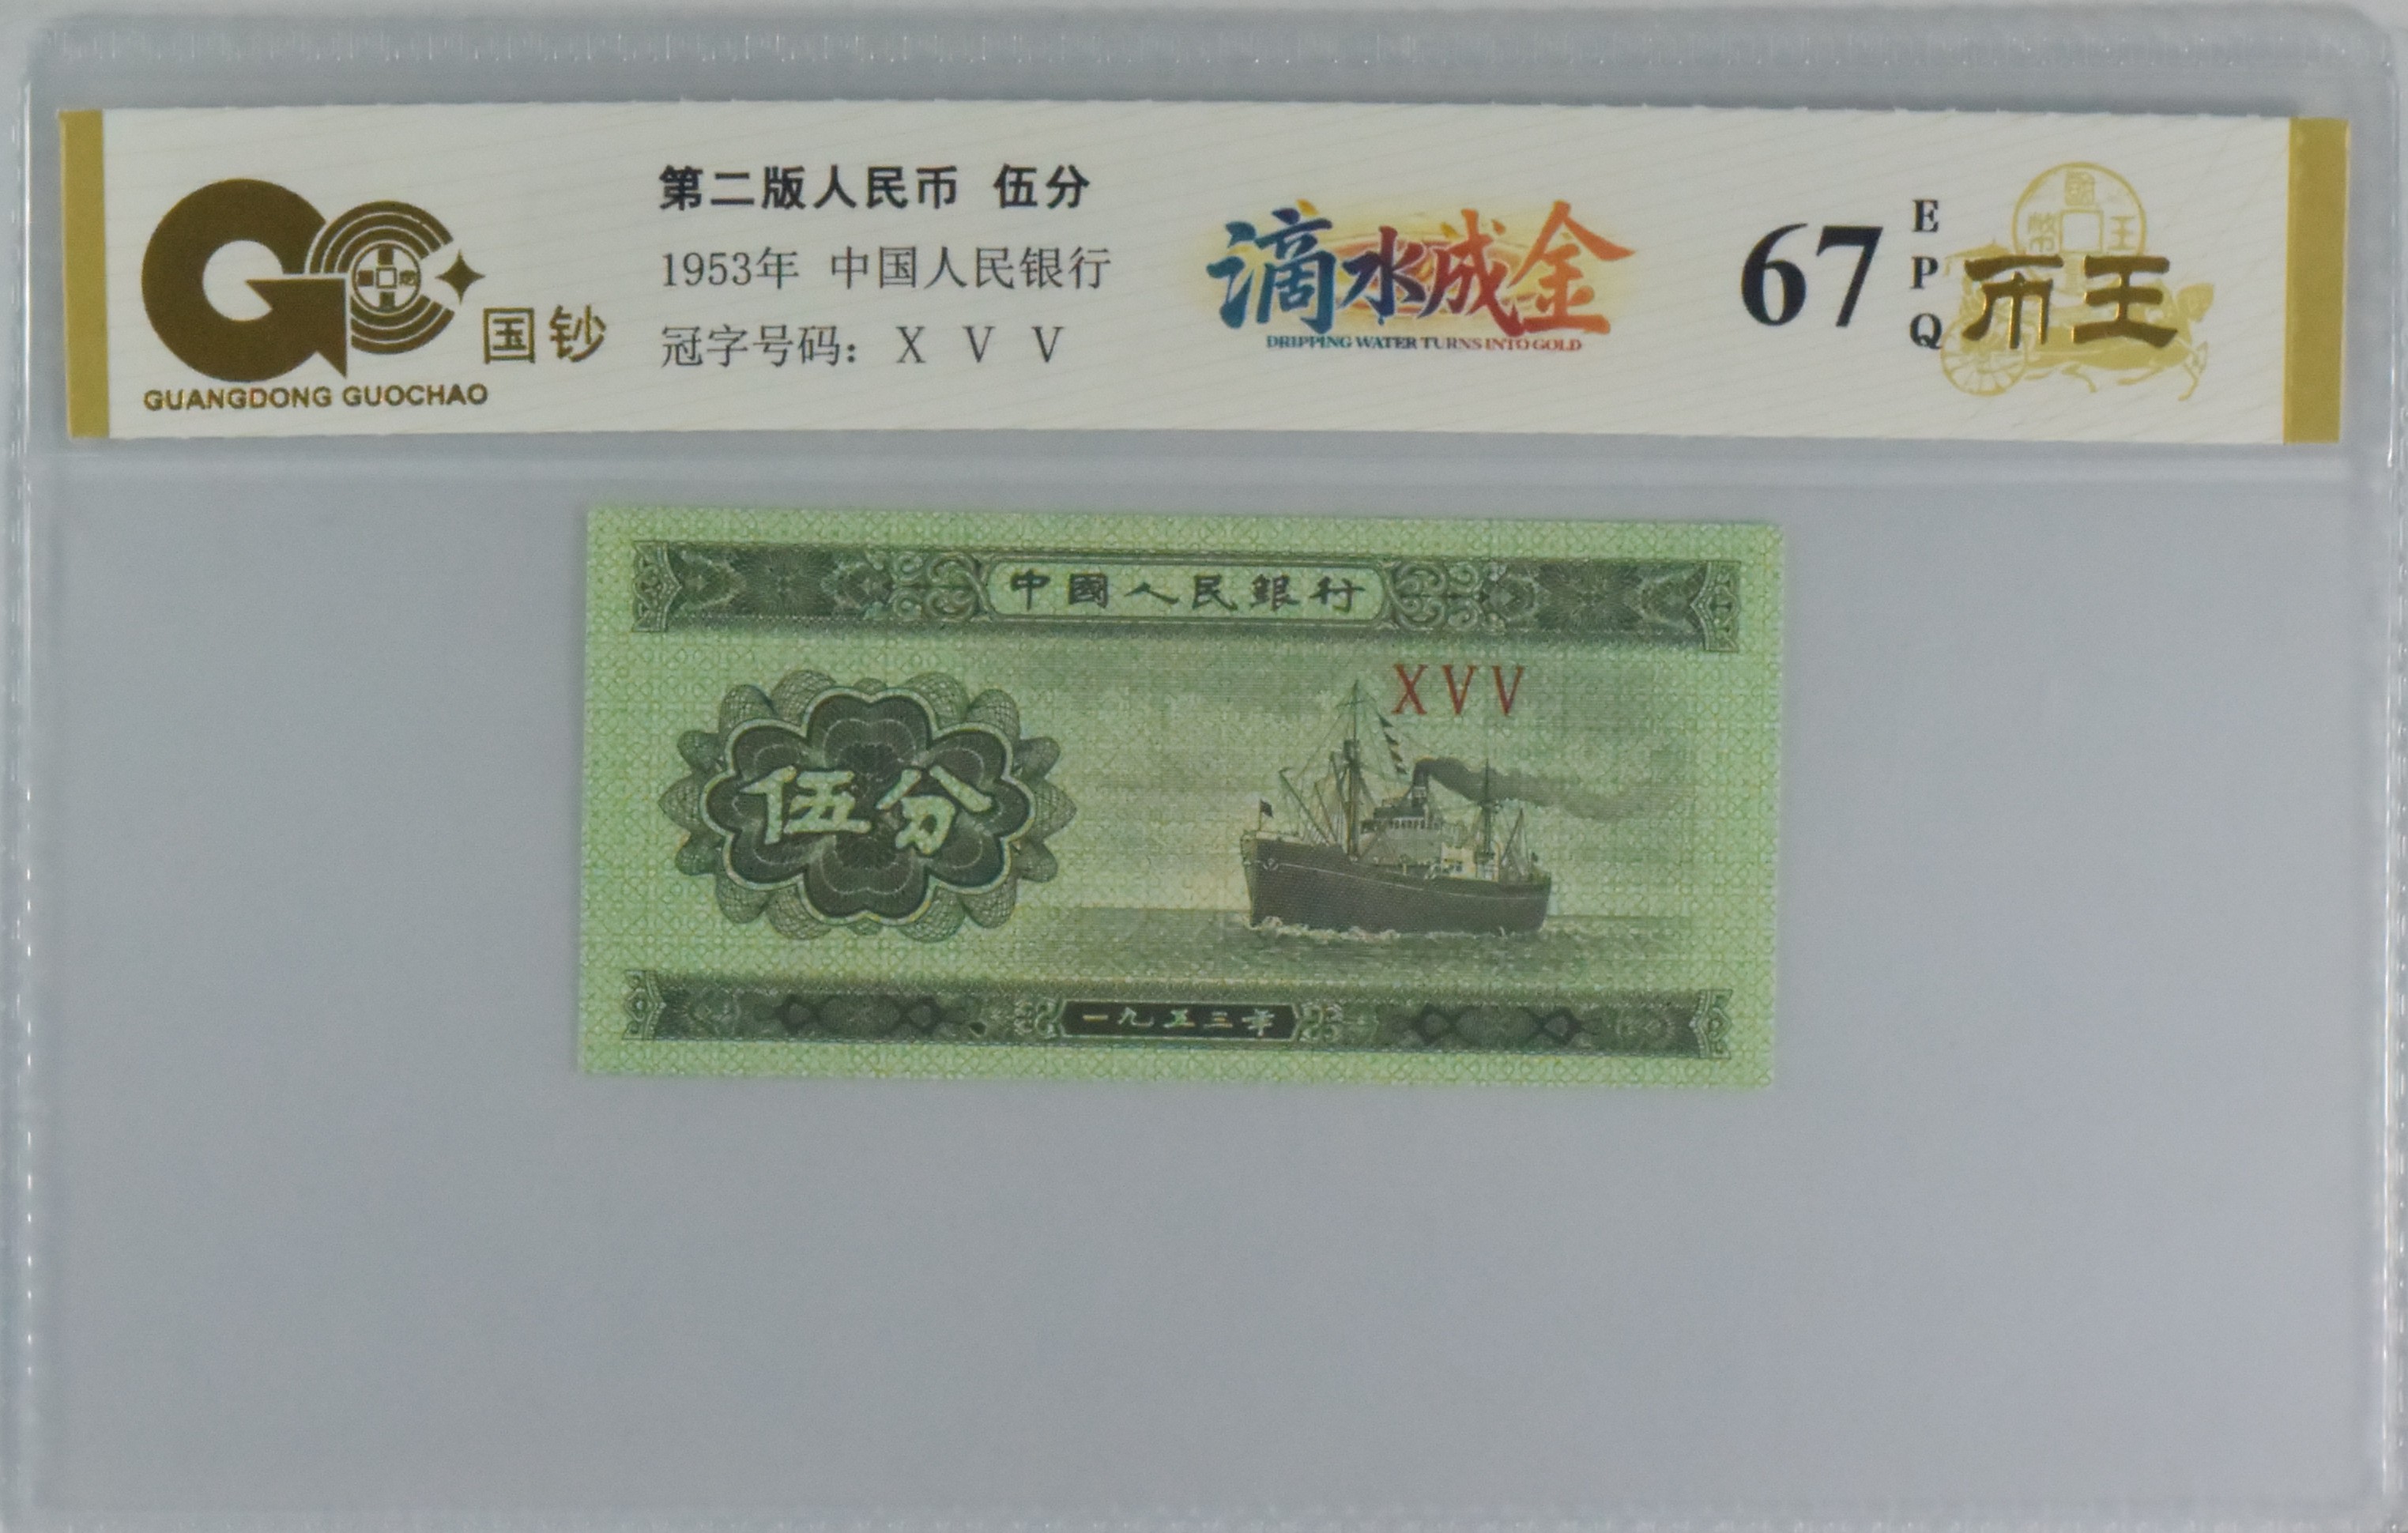 国钞
GUANGDONG GUOCHAO
第二版人民币 伍分
1953年 中国人民银行
冠字号码：X V V
滴水成金
DRIPPING WATER TURNS INTO GOLD
67
E
P
Q
币王
中國人民銀行
XVV
伍分
一九五三年